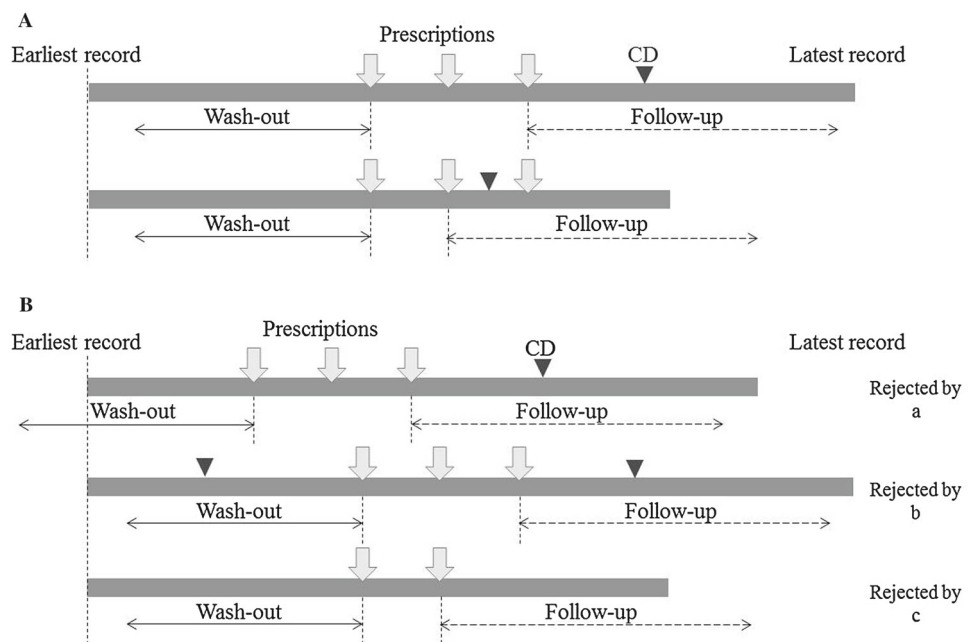 A
Prescriptions
Earliest record CD Latest record
Wash-out Follow-up
Wash-out Follow-up
B
Prescriptions
Earliest record CD Latest record
Rejected by
a
Wash-out Follow-up
Rejected by
b
Wash-out Follow-up
Rejected by
c
Wash-out Follow-up